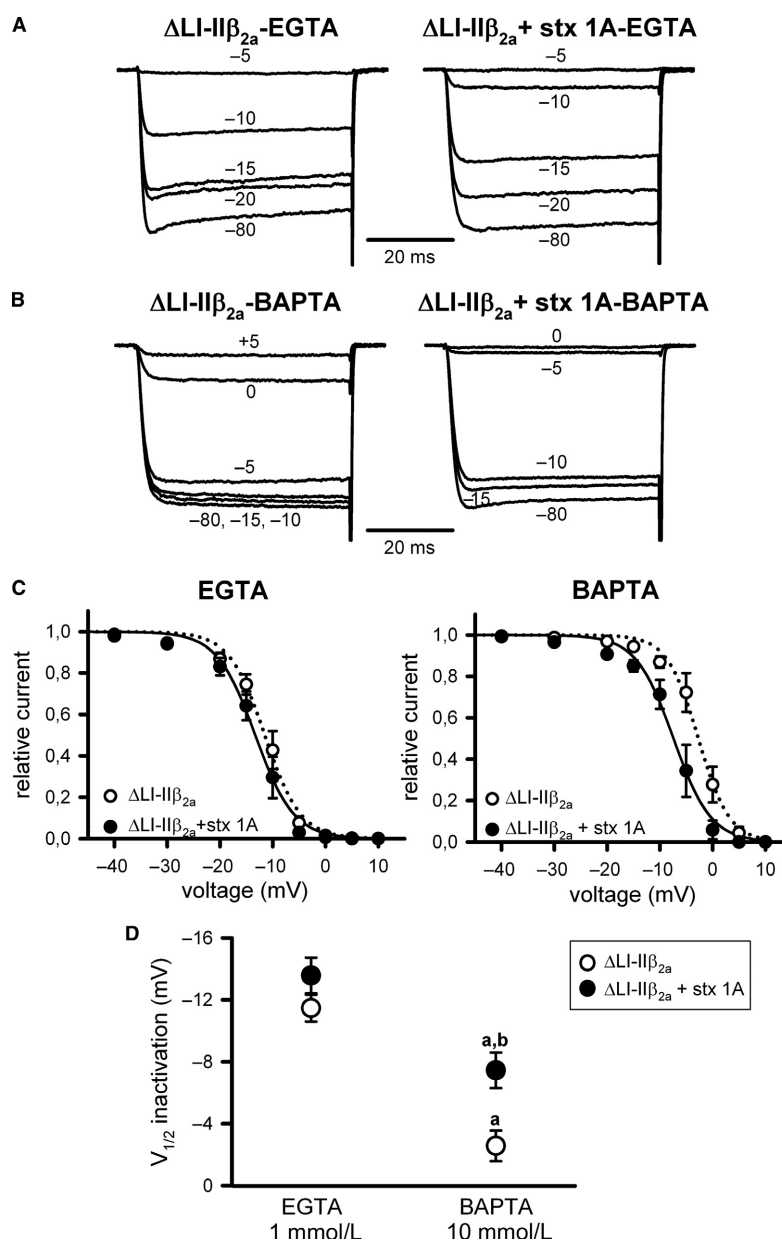 A
ΔLI-IIβ2a-EGTA
ΔLI-IIβ2a+ stx 1A-EGTA
–5
–10
–15
–20
–80
–5
–10
–15
–20
–80
20 ms
B
ΔLI-IIβ2a-BAPTA
ΔLI-IIβ2a+ stx 1A-BAPTA
+5
0
–5
–80, –15, –10
0
–5
–10
–15
–80
20 ms
C
EGTA
BAPTA
relative current
1,0
0,8
0,6
0,4
0,2
0,0
ΔLI-IIβ2a
ΔLI-IIβ2a+stx 1A
–40 –30 –20 –10 0 10
voltage (mV)
relative current
1,0
0,8
0,6
0,4
0,2
0,0
ΔLI-IIβ2a
ΔLI-IIβ2a + stx 1A
–40 –30 –20 –10 0 10
voltage (mV)
D
V1/2 inactivation (mV)
–16
–12
–8
–4
0
a,b
a
ΔLI-IIβ2a
ΔLI-IIβ2a + stx 1A
EGTA
1 mmol/L
BAPTA
10 mmol/L